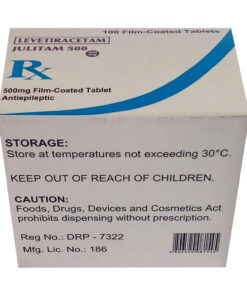 100 Film-Coated Tablets
LEVETIRACETAM
JULITAM 500
Rx
500mg Film-Coated Tablet
Antiepileptic
STORAGE:
Store at temperatures not exceeding 30°C.
KEEP OUT OF REACH OF CHILDREN.
CAUTION:
Foods, Drugs, Devices and Cosmetics Act
prohibits dispensing without prescription.
Reg No.: DRP - 7322
Mfg. Lic. No.: 186